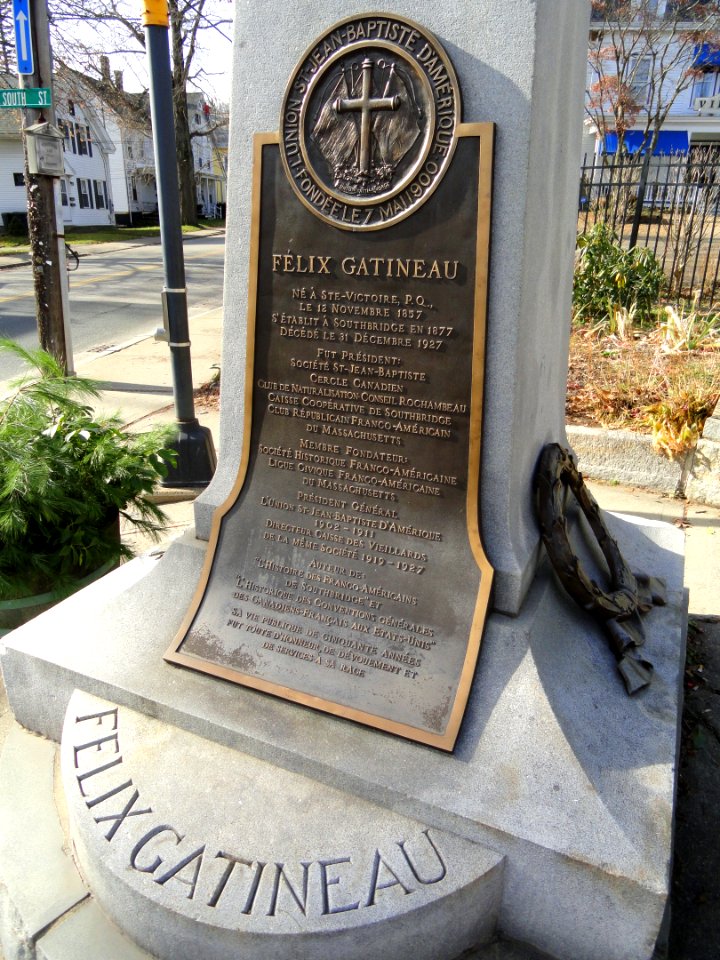 SOUTH ST
L'UNION ST-JEAN-BAPTISTE D'AMÉRIQUE
FONDÉE LE 7 MAI 1900
FÉLIX GATINEAU
NÉ À STE-VICTOIRE, P.Q.,
LE 12 NOVEMBRE 1857
S'ÉTABLIT À SOUTHBRIDGE EN 1877
DÉCÉDÉ LE 31 DÉCEMBRE 1927
FUT PRÉSIDENT:
SOCIÉTÉ ST-JEAN-BAPTISTE
CERCLE CANADIEN
CLUB DE NATURALISATION-CONSEIL ROCHAMBEAU
CAISSE COOPÉRATIVE DE SOUTHBRIDGE
CLUB RÉPUBLICAIN FRANCO-AMÉRICAIN
DU MASSACHUSETTS
MEMBRE FONDATEUR:
SOCIÉTÉ HISTORIQUE FRANCO-AMÉRICAINE
LIGUE CIVIQUE FRANCO-AMÉRICAINE
DU MASSACHUSETTS
PRÉSIDENT GÉNÉRAL
L'UNION ST-JEAN-BAPTISTE D'AMÉRIQUE
1902-1911
DIRECTEUR CAISSE DES VIEILLARDS
DE LA MÊME SOCIÉTÉ 1919-1927
AUTEUR DE:
"L'HISTOIRE DES FRANCO-AMÉRICAINS
DE SOUTHBRIDGE" ET
"L'HISTORIQUE DES CONVENTIONS GÉNÉRALES
DES CANADIENS-FRANÇAIS AUX ÉTATS-UNIS"
SA VIE PUBLIQUE DE CINQUANTE ANNÉES
FUT TOUTE D'HONNEUR, DE DÉVOUEMENT ET
DE SERVICES À SA RACE
FELIX GATINEAU